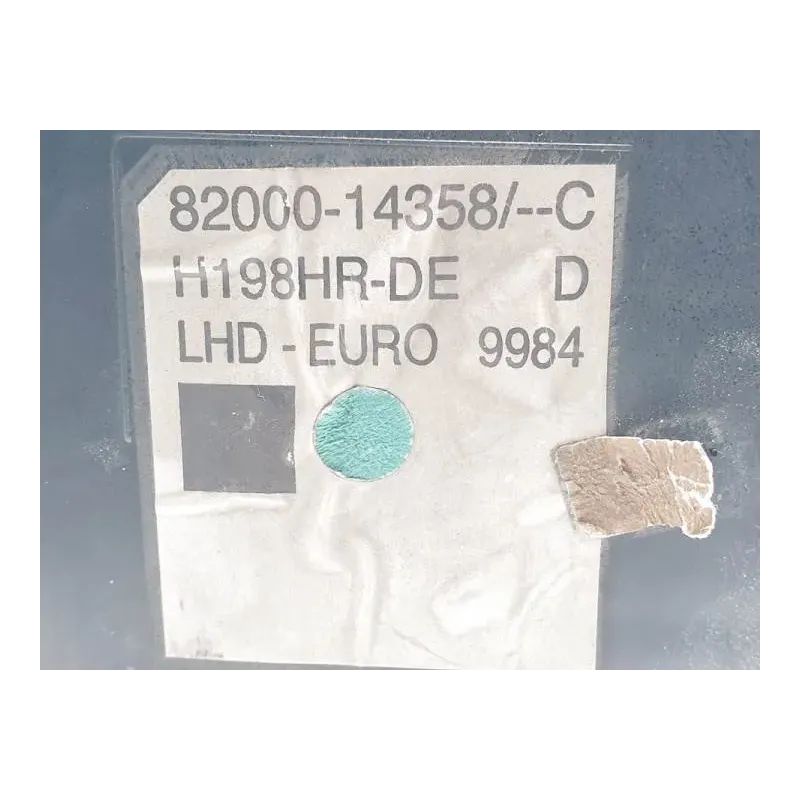 82000-14358/--C
H198HR-DE D
LHD - EURO 9984